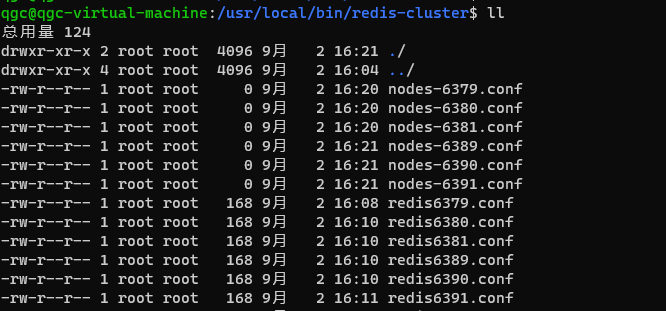 qgc@qgc-virtual-machine:/usr/local/bin/redis-cluster$ ll
总用量 124
drwxr-xr-x 2 root root  4096 9月   2 16:21 ./
drwxr-xr-x 4 root root  4096 9月   2 16:04 ../
-rw-r--r-- 1 root root     0 9月   2 16:20 nodes-6379.conf
-rw-r--r-- 1 root root     0 9月   2 16:20 nodes-6380.conf
-rw-r--r-- 1 root root     0 9月   2 16:20 nodes-6381.conf
-rw-r--r-- 1 root root     0 9月   2 16:21 nodes-6389.conf
-rw-r--r-- 1 root root     0 9月   2 16:21 nodes-6390.conf
-rw-r--r-- 1 root root     0 9月   2 16:21 nodes-6391.conf
-rw-r--r-- 1 root root   168 9月   2 16:08 redis6379.conf
-rw-r--r-- 1 root root   168 9月   2 16:10 redis6380.conf
-rw-r--r-- 1 root root   168 9月   2 16:10 redis6381.conf
-rw-r--r-- 1 root root   168 9月   2 16:10 redis6389.conf
-rw-r--r-- 1 root root   168 9月   2 16:10 redis6390.conf
-rw-r--r-- 1 root root   168 9月   2 16:11 redis6391.conf